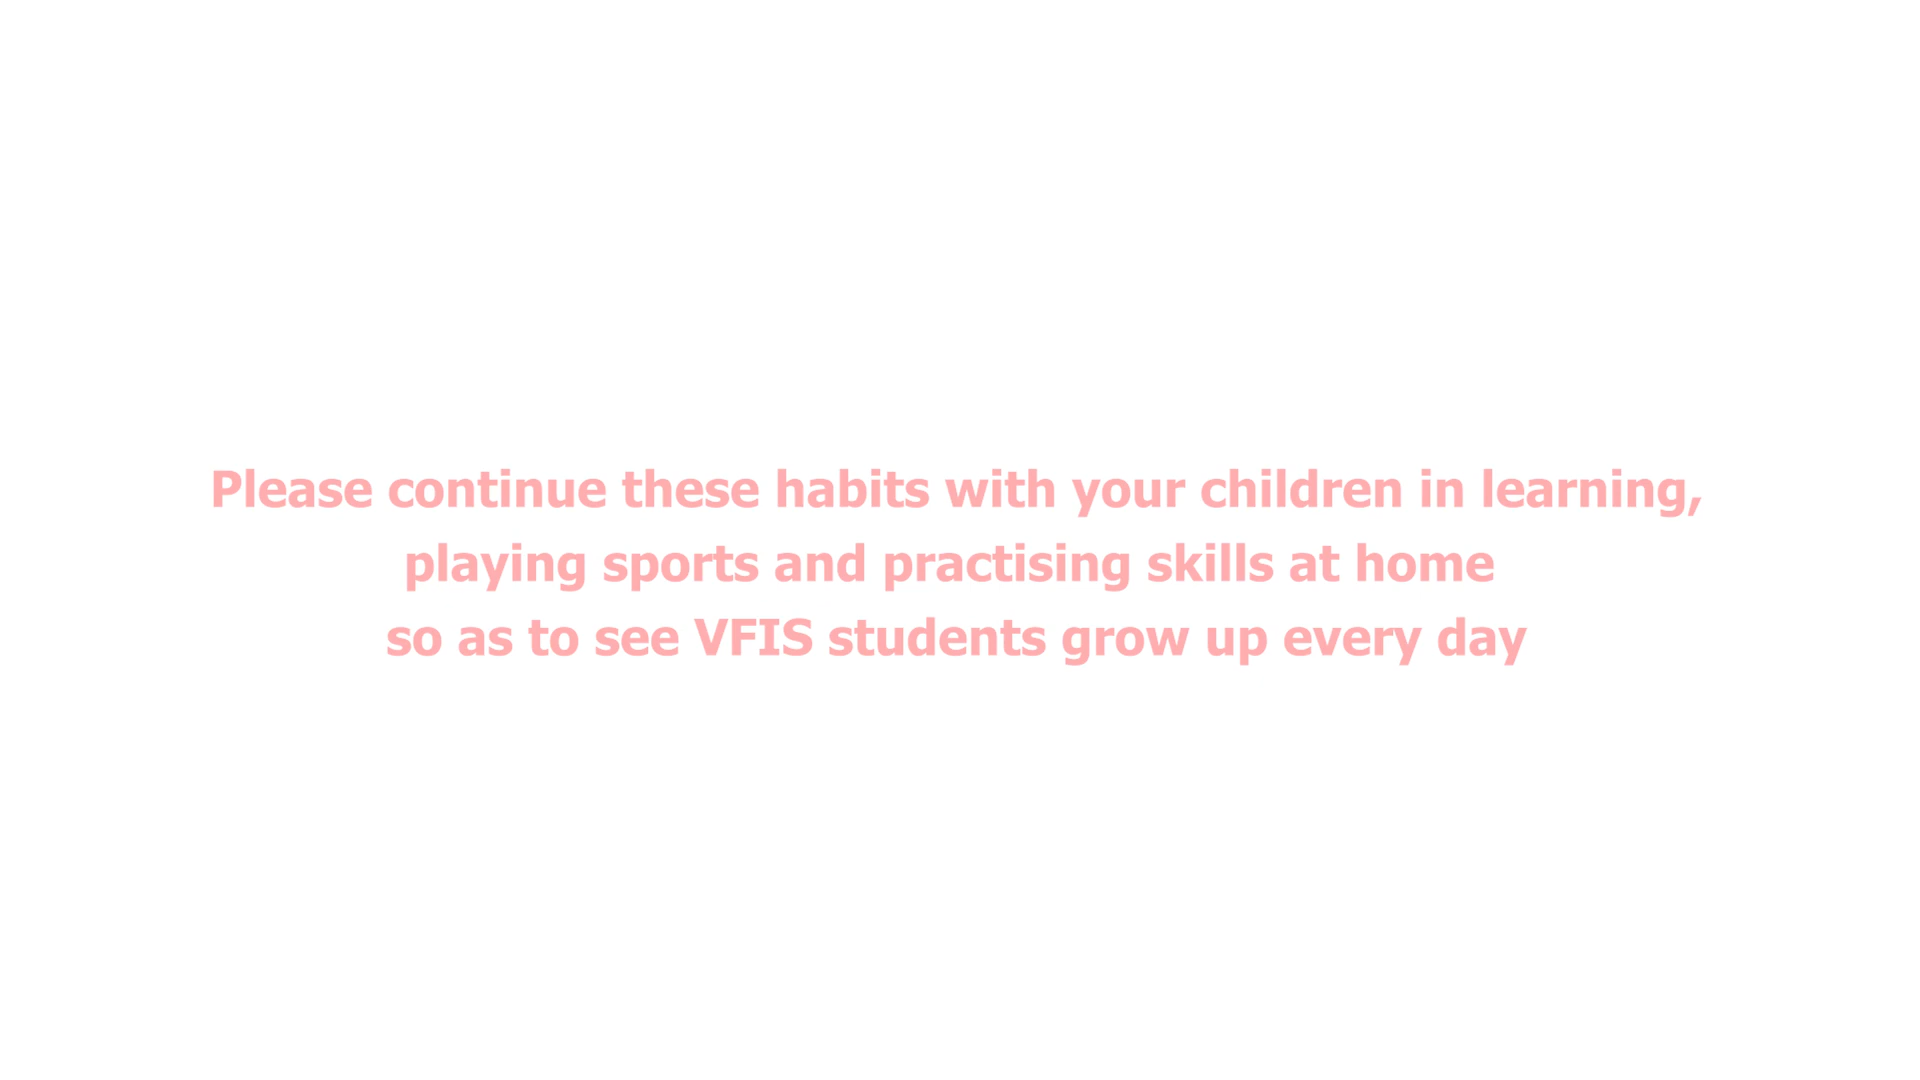 Please continue these habits with your children in learning,
playing sports and practising skills at home
so as to see VFIS students grow up every day